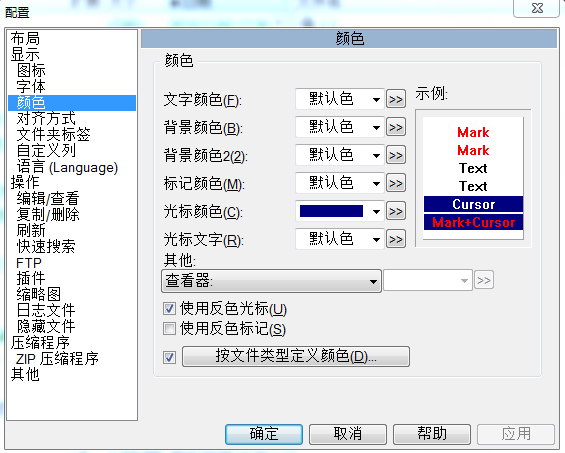 配置
布局
显示
图标
字体
颜色
对齐方式
文件夹标签
自定义列
语言 (Language)
操作
编辑/查看
复制/删除
刷新
快速搜索
FTP
插件
缩略图
日志文件
隐藏文件
压缩程序
ZIP 压缩程序
其他
颜色
颜色
文字颜色(F): 默认色 >>
背景颜色(B): 默认色 >>
背景颜色2(2): 默认色 >>
标记颜色(M): 默认色 >>
光标颜色(C): >>
光标文字(R): 默认色 >>
示例:
Mark
Mark
Text
Text
Cursor
Mark+Cursor
其他:
查看器: >>
使用反色光标(U)
使用反色标记(S)
按文件类型定义颜色(D)...
确定 取消 帮助 应用